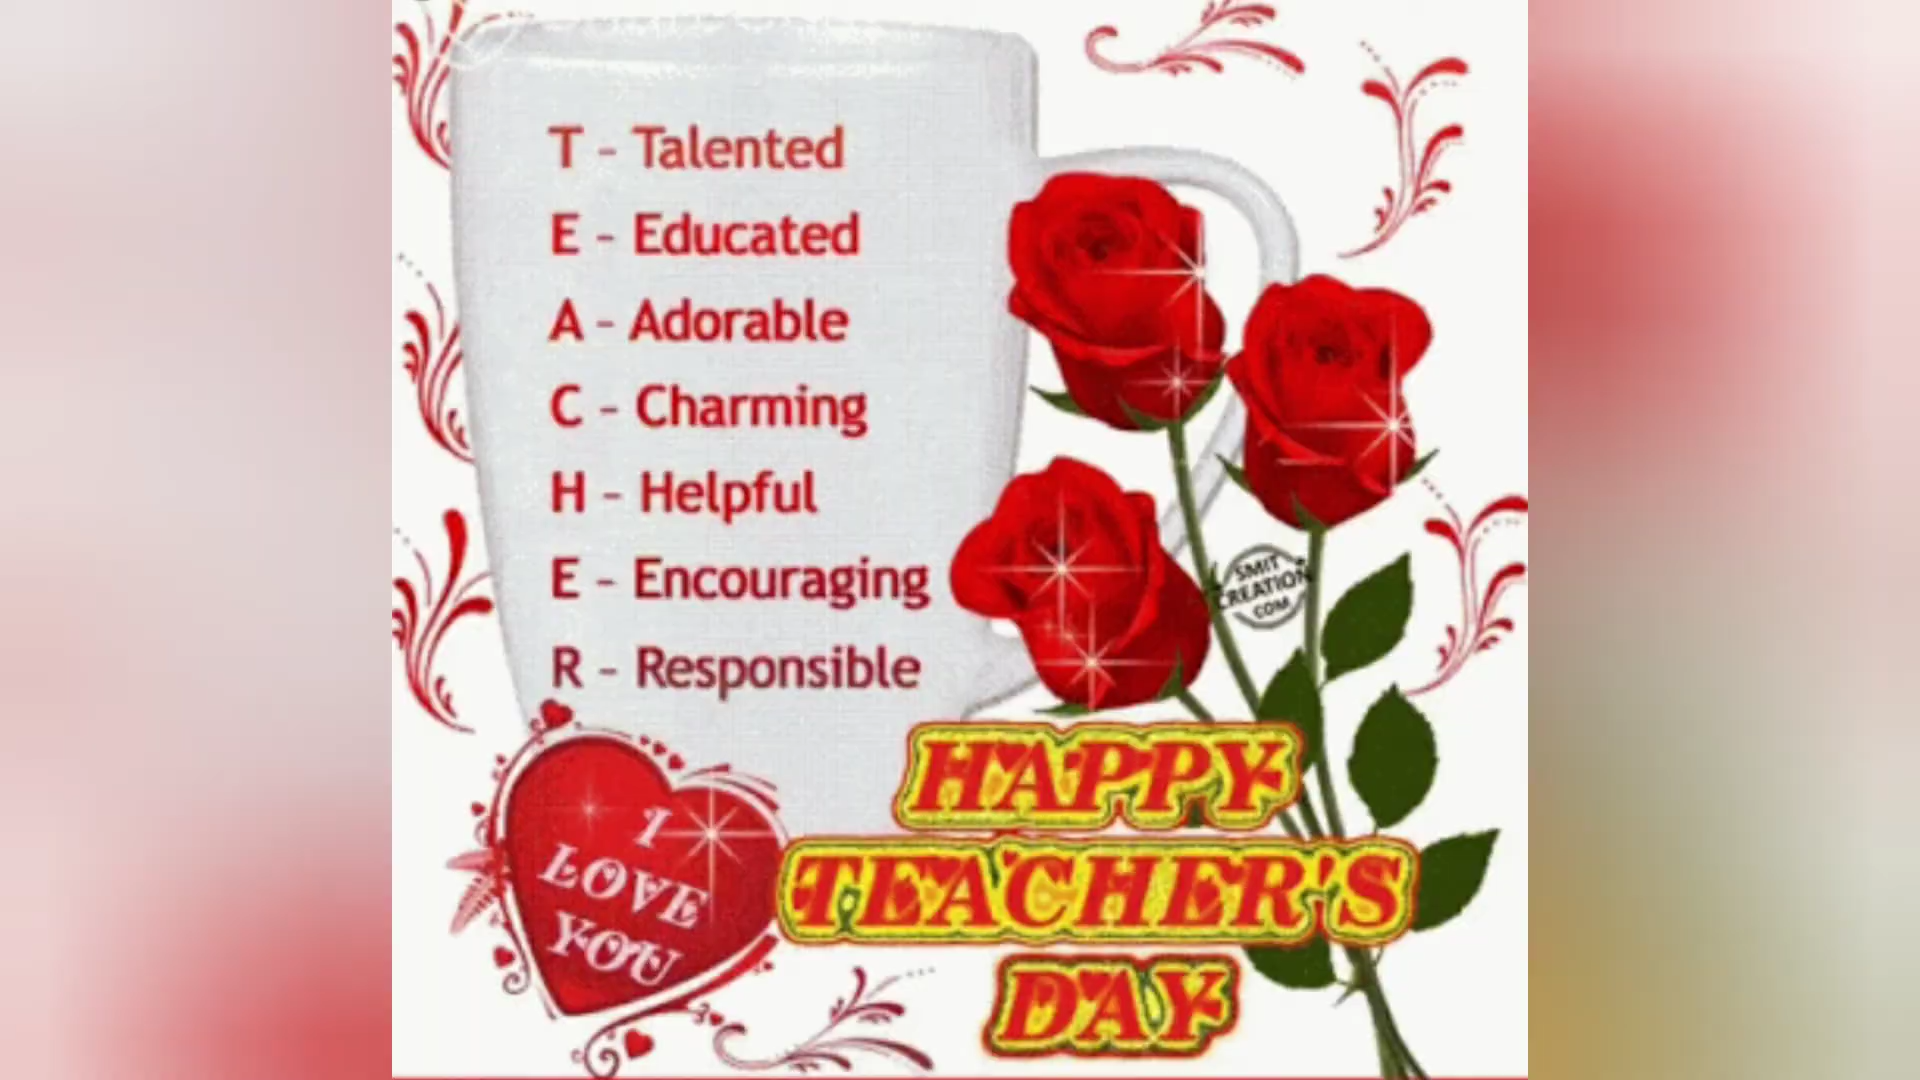 T - Talented
E - Educated
A - Adorable
C - Charming
H - Helpful
E - Encouraging
R - Responsible
SMIT
CREATION
COM
I
LOVE
YOU
HAPPY
TEACHER'S
DAY